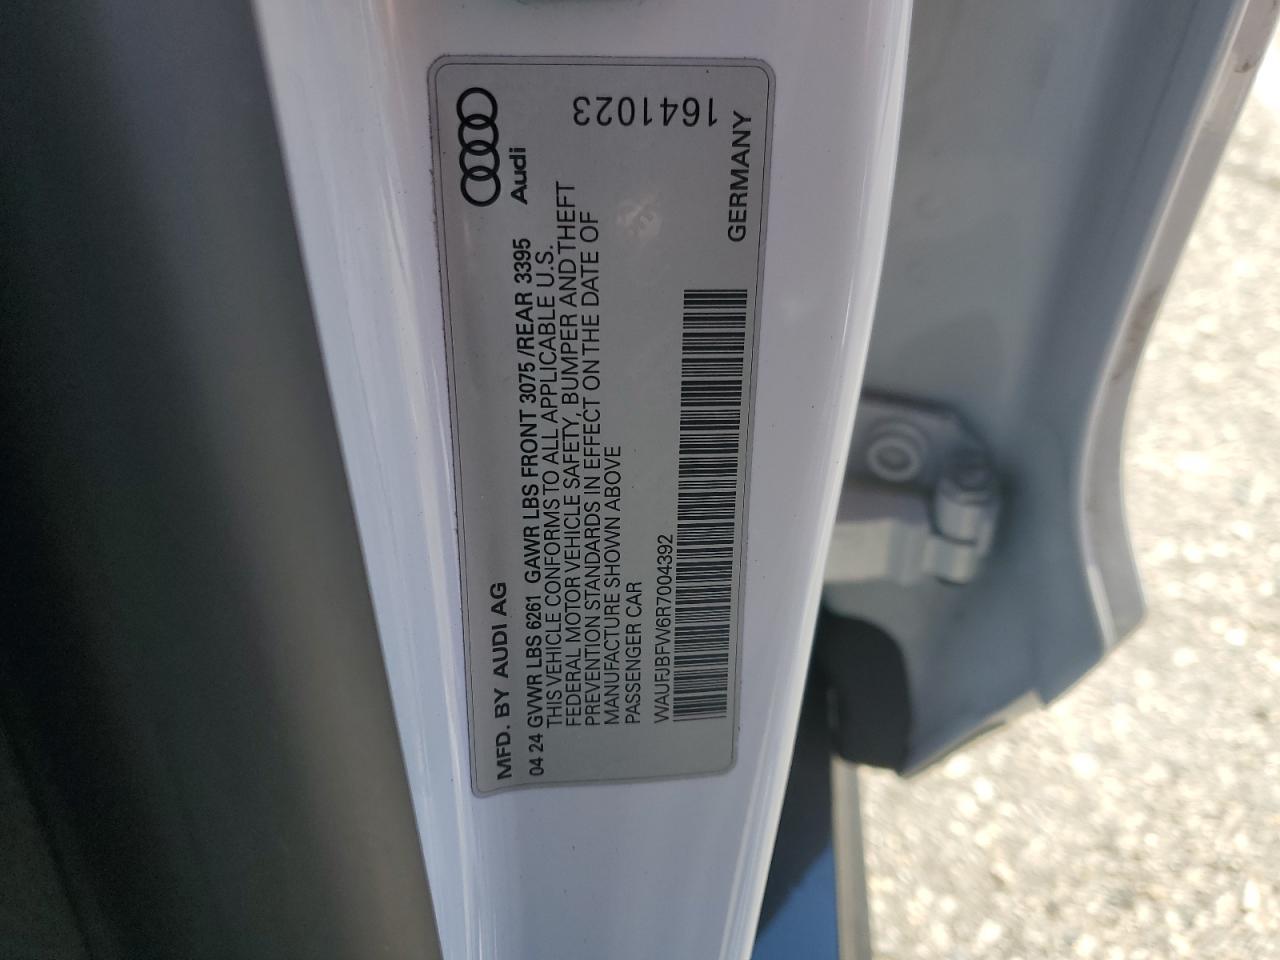 MFD. BY AUDI AG
Audi
04 24 GVWR LBS 6261 GAWR LBS FRONT 3075 /REAR 3395
THIS VEHICLE CONFORMS TO ALL APPLICABLE U.S.
FEDERAL MOTOR VEHICLE SAFETY, BUMPER AND THEFT
PREVENTION STANDARDS IN EFFECT ON THE DATE OF
MANUFACTURE SHOWN ABOVE
PASSENGER CAR
WAUFJBFW6R7004392
GERMANY
1641023